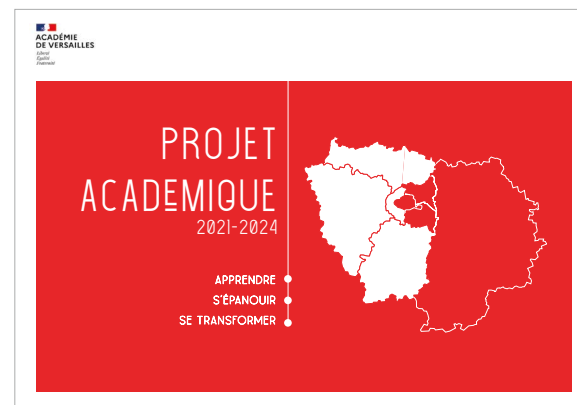 ACADÉMIE
DE VERSAILLES
Liberté
Égalité
Fraternité
PROJET
ACADEMIQUE
2021-2024
APPRENDRE
S'ÉPANOUIR
SE TRANSFORMER